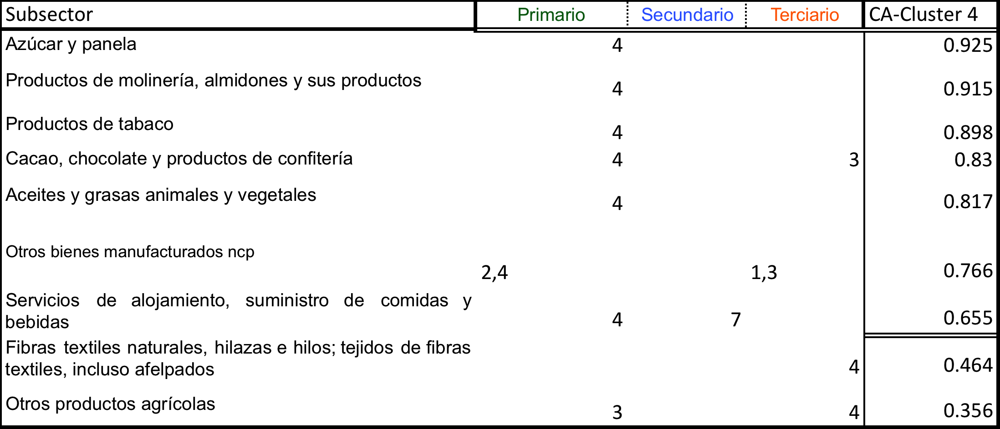 Subsector Primario Secundario Terciario CA-Cluster 4
Azúcar y panela 4 0.925
Productos de molinería, almidones y sus productos 4 0.915
Productos de tabaco 4 0.898
Cacao, chocolate y productos de confitería 4 3 0.83
Aceites y grasas animales y vegetales 4 0.817
Otros bienes manufacturados ncp 2,4 1,3 0.766
Servicios de alojamiento, suministro de comidas y
bebidas 4 7 0.655
Fibras textiles naturales, hilazas e hilos; tejidos de fibras
textiles, incluso afelpados 4 0.464
Otros productos agrícolas 3 4 0.356